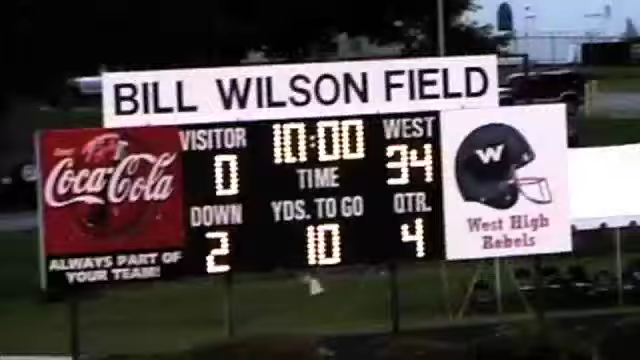 BILL WILSON FIELD
Coca-Cola
ALWAYS PART OF
YOUR TEAM!
VISITOR 10:00 WEST
0 TIME 34
DOWN YDS. TO GO QTR.
2 10 4
W
West High
Rebels